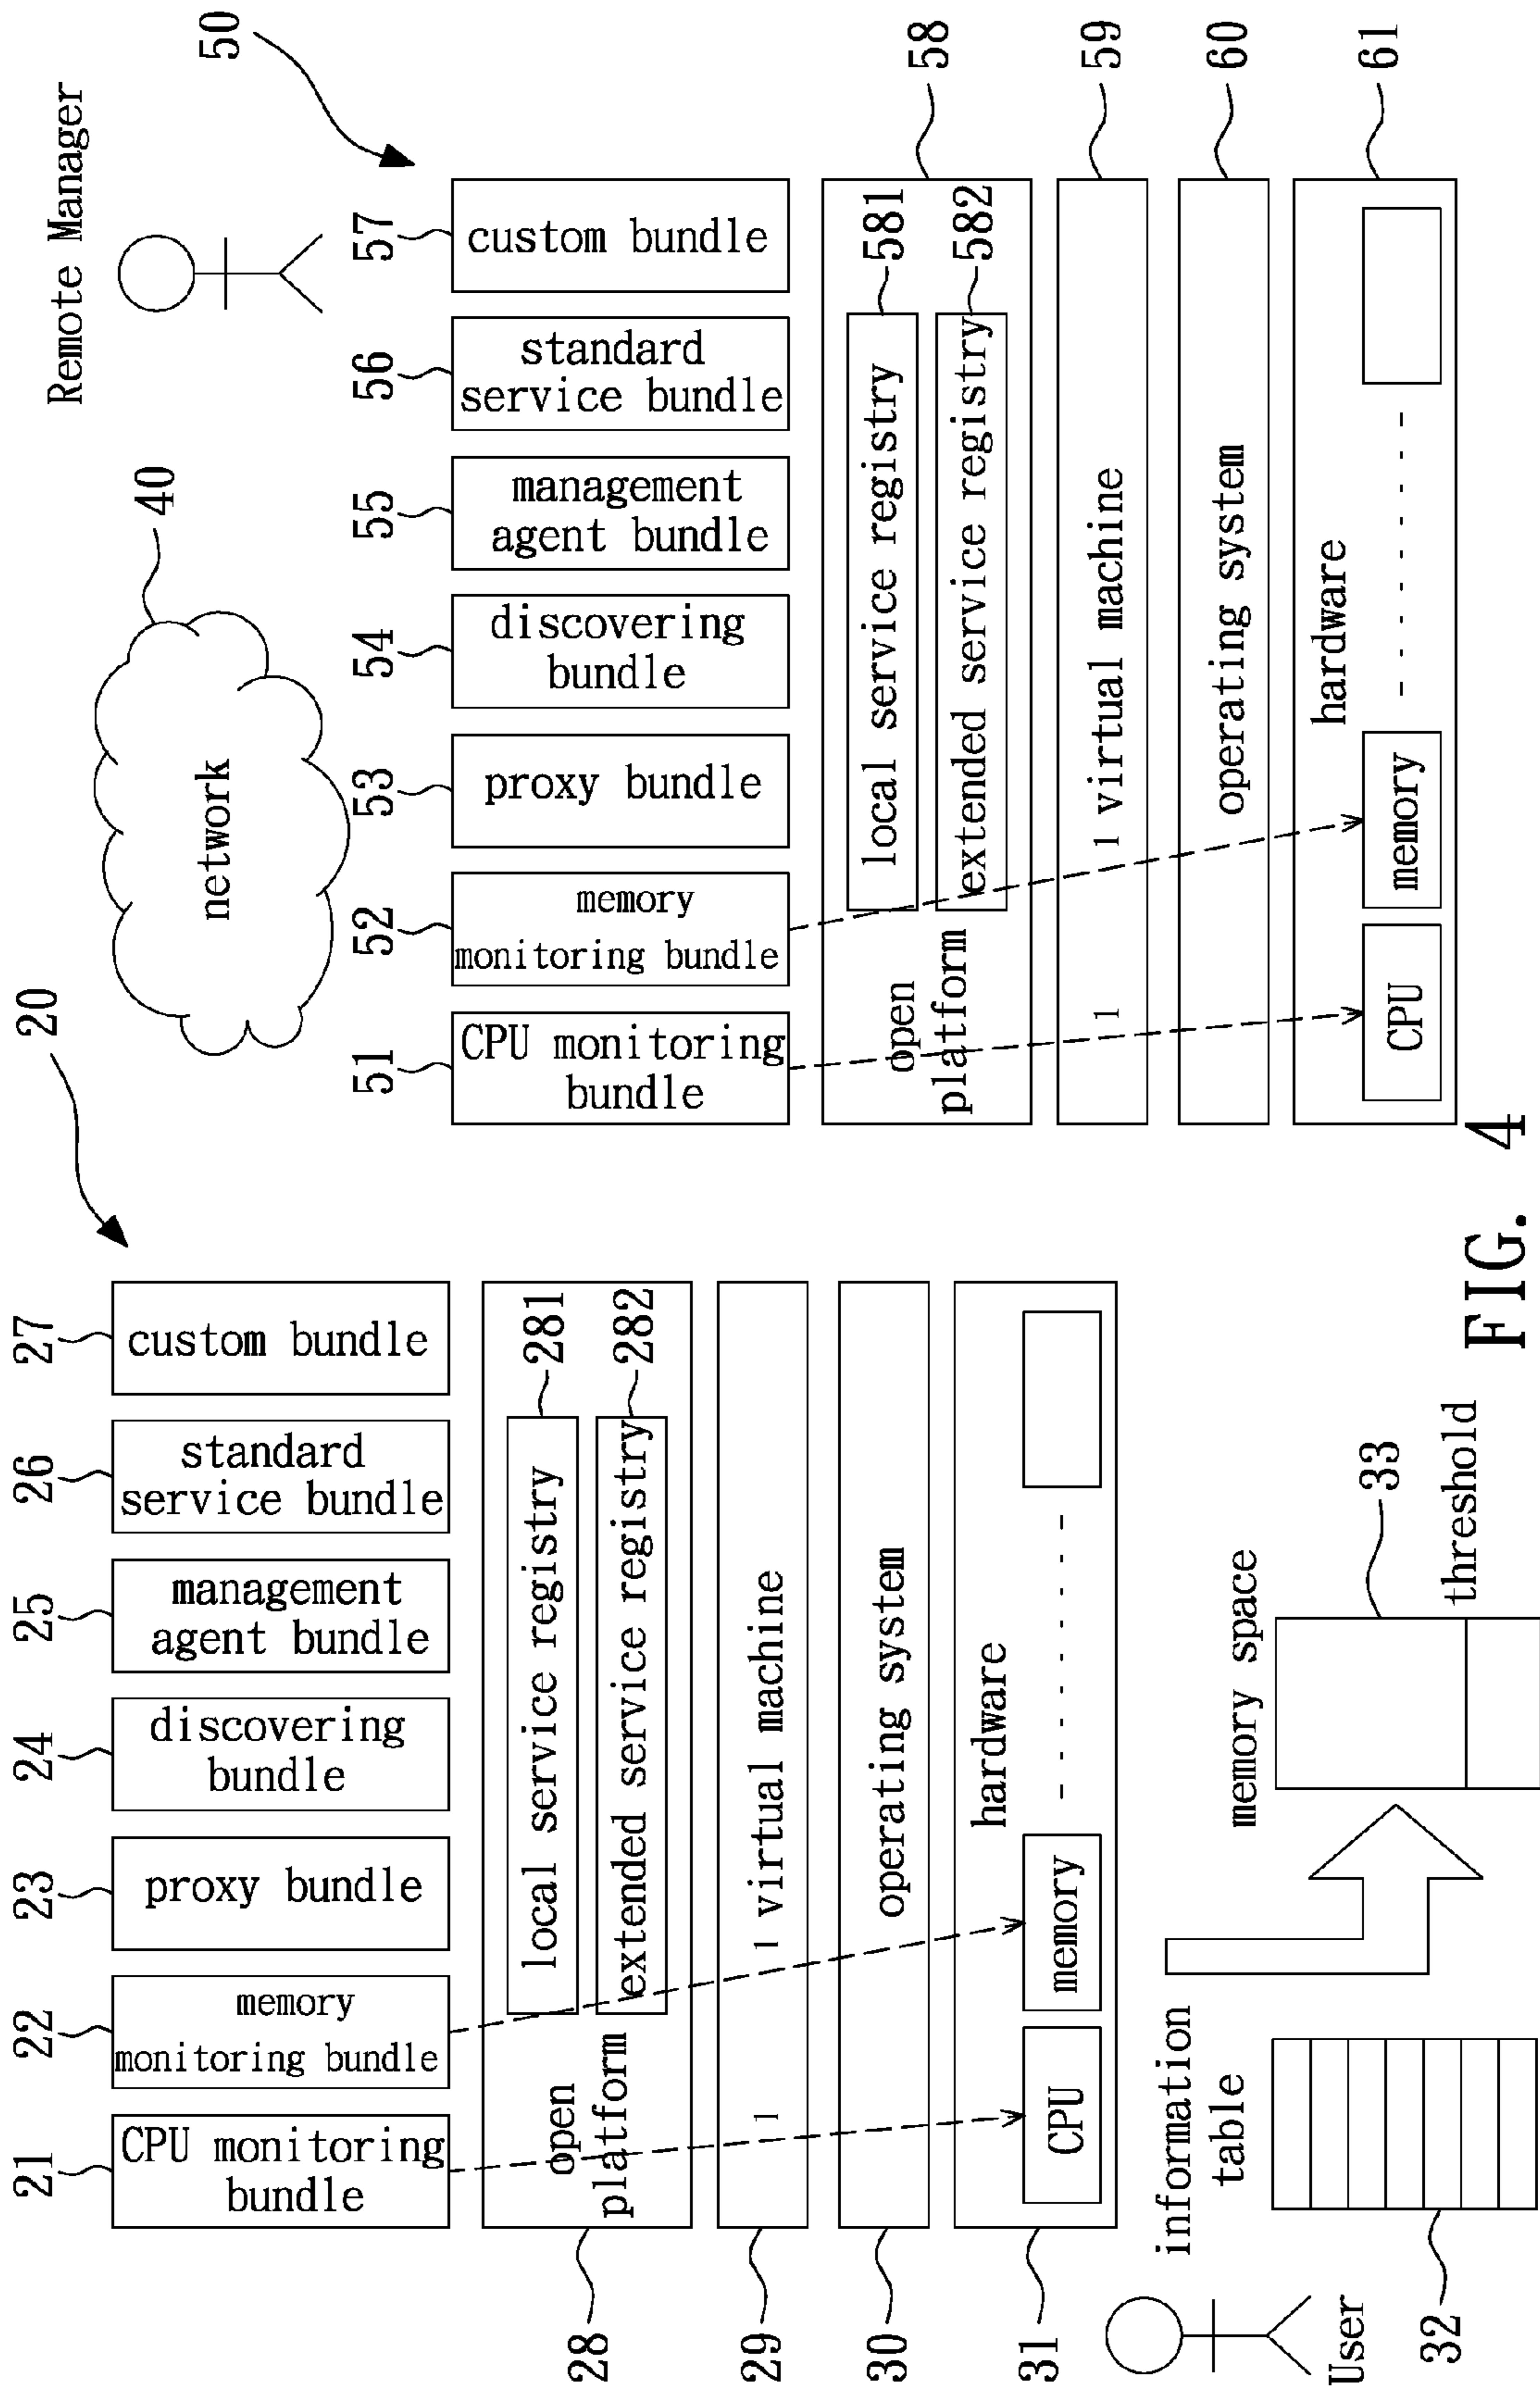 20
21
22
23
24
25
26
27
CPU monitoring
bundle
memory
monitoring bundle
proxy bundle
discovering
bundle
management
agent bundle
standard
service bundle
custom bundle
28
open
platform
local service registry
281
extended service registry
282
29
1
1
virtual machine
30
operating system
31
hardware
CPU
memory
User
information
table
32
memory space
33
threshold
40
network
Remote Manager
50
51
52
53
54
55
56
57
CPU monitoring
bundle
memory
monitoring bundle
proxy bundle
discovering
bundle
management
agent bundle
standard
service bundle
custom bundle
open
platform
local service registry
581
extended service registry
582
58
1
1
virtual machine
59
operating system
60
hardware
CPU
memory
61
FIG. 4